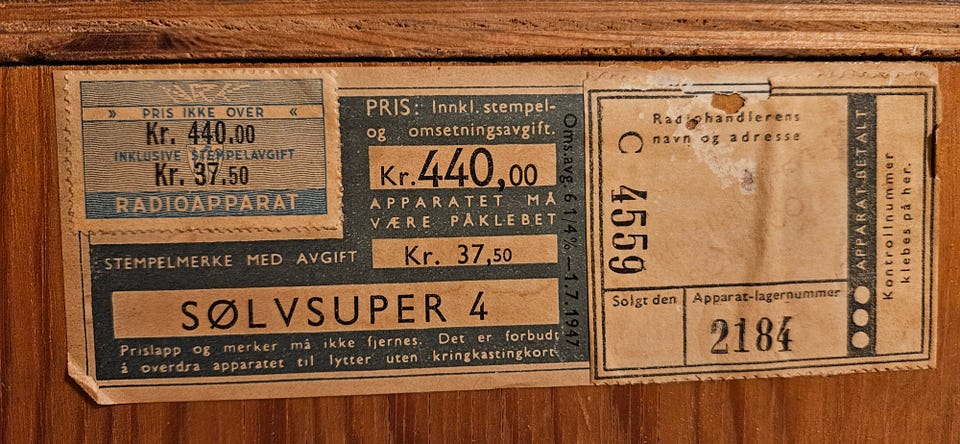 » PRIS IKKE OVER «
Kr. 440.00
INKLUSIVE STEMPELAVGIFT
Kr. 37.50
RADIOAPPARAT
PRIS: Innkl. stempel-
og omsetningsavgift.
Kr. 440,00
APPARATET MÅ
VÆRE PÅKLEBET
STEMPELMERKE MED AVGIFT
Kr. 37,50
SØLVSUPER 4
Prislapp og merker må ikke fjernes. Det er forbudt
å overdra apparatet til lytter uten kringkastingkort
Oms.avg. 6 1/4% — 1.7.1947
C 4559
Radiohandlerens
navn og adresse
Solgt den
Apparat-lagernummer
2184
APPARAT-BETALT
Kontrollnummer
klebes på her.